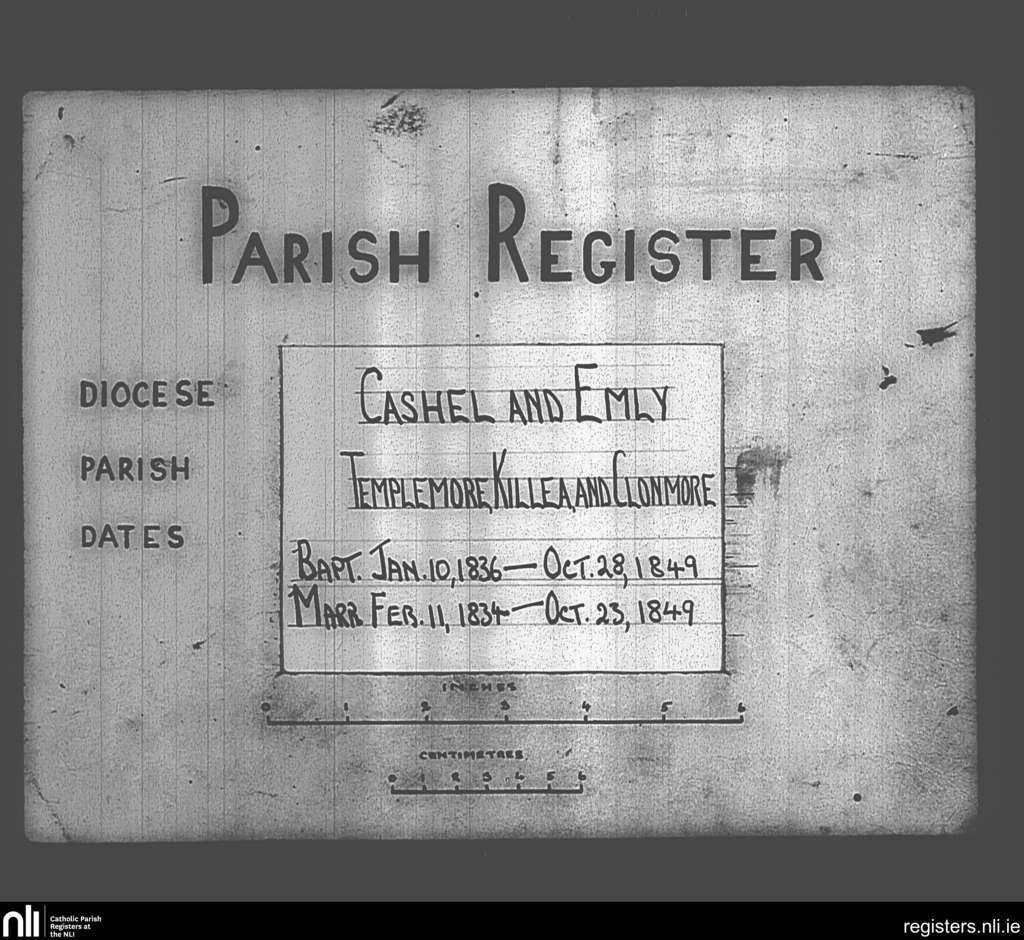 PARISH REGISTER
DIOCESE CASHEL AND EMLY
PARISH TEMPLEMORE, KILLEA, AND CLONMORE
DATES
BAPT. JAN. 10, 1836 — OCT. 28, 1849
MARR FEB. 11, 1834 — OCT. 23, 1849
INCHES
0 1 2 3 4 5 6
CENTIMETRES
0 1 2 3 4 5 6
nli Catholic Parish
Registers at
the NLI
registers.nli.ie